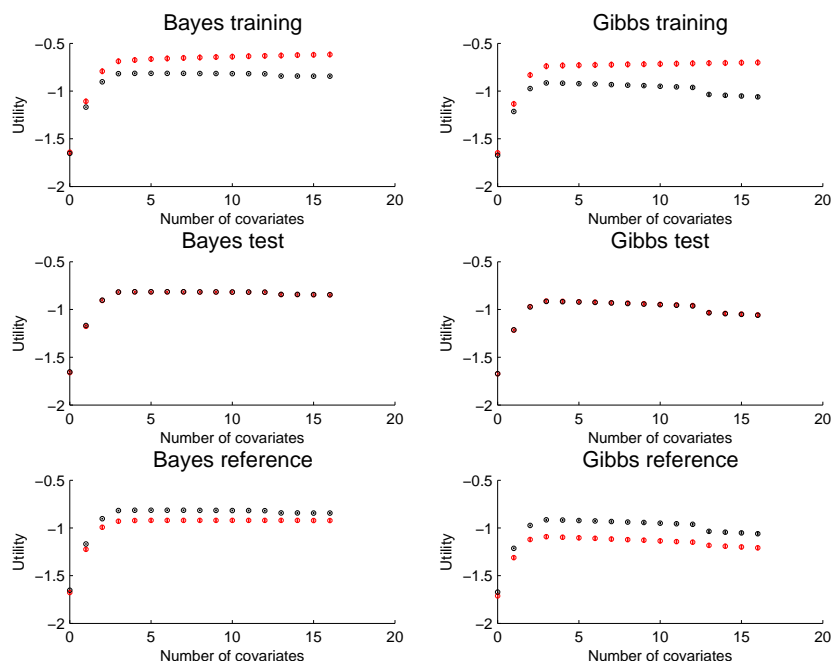 Bayes training
Gibbs training
−0.5
−1
−1.5
−2
Utility
0 5 10 15 20
Number of covariates
−0.5
−1
−1.5
−2
Utility
0 5 10 15 20
Number of covariates
Bayes test
Gibbs test
−0.5
−1
−1.5
−2
Utility
0 5 10 15 20
Number of covariates
−0.5
−1
−1.5
−2
Utility
0 5 10 15 20
Number of covariates
Bayes reference
Gibbs reference
−0.5
−1
−1.5
−2
Utility
0 5 10 15 20
Number of covariates
−0.5
−1
−1.5
−2
Utility
0 5 10 15 20
Number of covariates